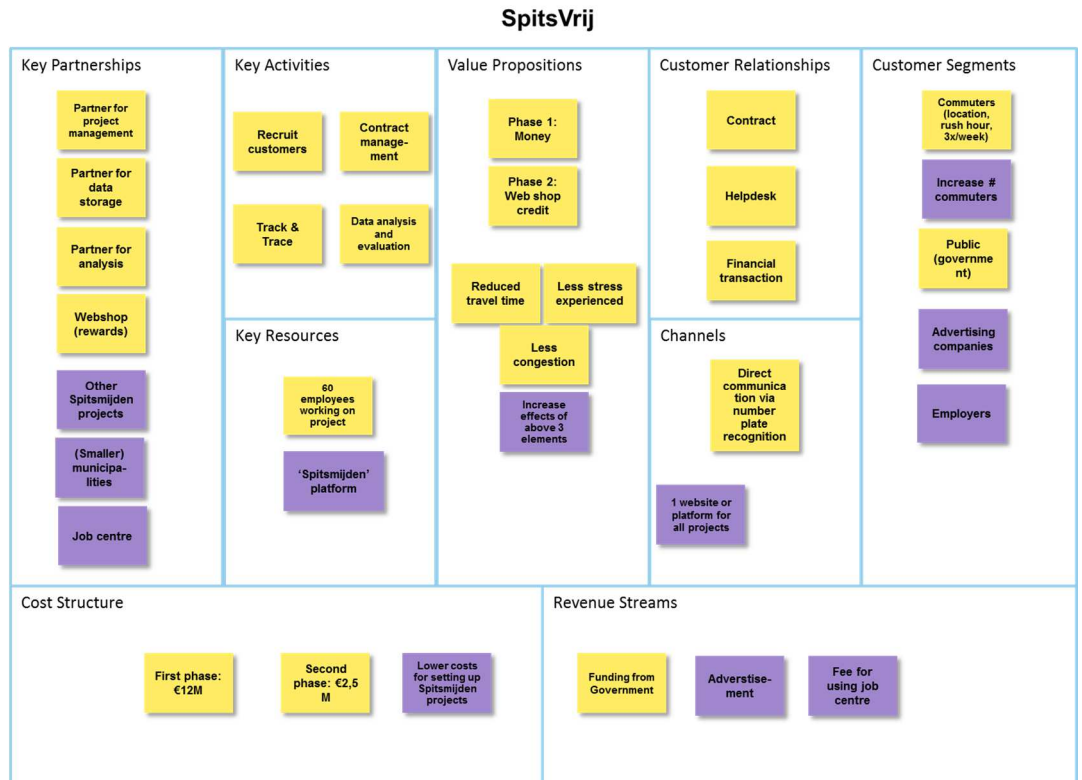 SpitsVrij
Key Partnerships
Partner for
project
management
Partner for
data
storage
Partner for
analysis
Webshop
(rewards)
Other
Spitsmijden
projects
(Smaller)
municipa-
lities
Job centre
Key Activities
Recruit
customers
Contract
manage-
ment
Track &
Trace
Data analysis
and
evaluation
Key Resources
60
employees
working on
project
‘Spitsmijden’
platform
Value Propositions
Phase 1:
Money
Phase 2:
Web shop
credit
Reduced
travel time
Less stress
experienced
Less
congestion
Increase
effects of
above 3
elements
Customer Relationships
Contract
Helpdesk
Financial
transaction
Channels
Direct
communica
tion via
number
plate
recognition
1 website or
platform for
all projects
Customer Segments
Commuters
(location,
rush hour,
3x/week)
Increase #
commuters
Public
(governme
nt)
Advertising
companies
Employers
Cost Structure
First phase:
€12M
Second
phase: €2,5
M
Lower costs
for setting up
Spitsmijden
projects
Revenue Streams
Funding from
Government
Adverstise-
ment
Fee for
using job
centre